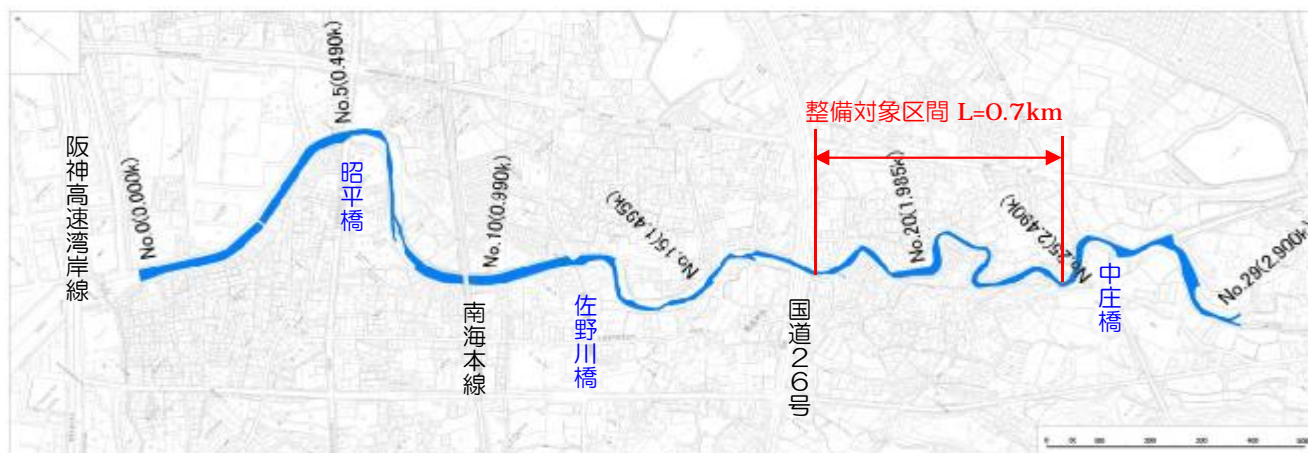 整備対象区間 L=0.7km
阪神高速湾岸線
No.0(0.000k)
No.5(0.490k)
昭平橋
南海本線
No.10(0.990k)
佐野川橋
No.15(1.495k)
国道26号
No.20(1.985k)
No.25(2.490k)
中庄橋
No.29(2.900k)